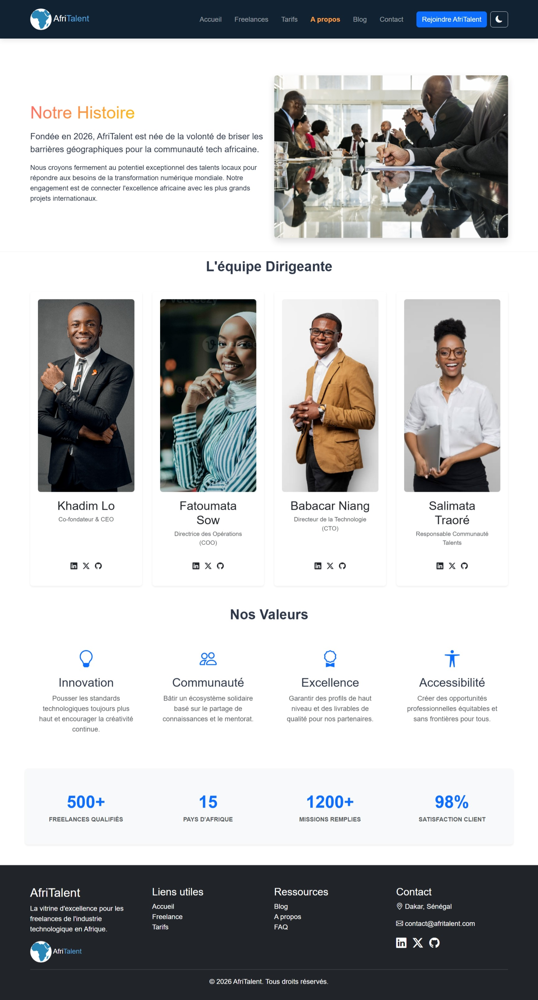 AfriTalent
Accueil
Freelances
Tarifs
A propos
Blog
Contact
Rejoindre AfriTalent
Notre Histoire
Fondée en 2026, AfriTalent est née de la volonté de briser les
barrières géographiques pour la communauté tech africaine.
Nous croyons fermement au potentiel exceptionnel des talents locaux pour
répondre aux besoins de la transformation numérique mondiale. Notre
engagement est de connecter l'excellence africaine avec les plus grands
projets internationaux.
L'équipe Dirigeante
Khadim Lo
Co-fondateur & CEO
Fatoumata
Sow
Directrice des Opérations
(COO)
Babacar Niang
Directeur de la Technologie
(CTO)
Salimata
Traoré
Responsable Communauté
Talents
Nos Valeurs
Innovation
Pousser les standards
technologiques toujours plus
haut et encourager la créativité
continue.
Communauté
Bâtir un écosystème solidaire
basé sur le partage de
connaissances et le mentorat.
Excellence
Garantir des profils de haut
niveau et des livrables de
qualité pour nos partenaires.
Accessibilité
Créer des opportunités
professionnelles équitables et
sans frontières pour tous.
500+
FREELANCES QUALIFIÉS
15
PAYS D'AFRIQUE
1200+
MISSIONS REMPLIES
98%
SATISFACTION CLIENT
AfriTalent
La vitrine d'excellence pour les
freelances de l'industrie
technologique en Afrique.
AfriTalent
Liens utiles
Accueil
Freelance
Tarifs
Ressources
Blog
A propos
FAQ
Contact
Dakar, Sénégal
contact@afritalent.com
© 2026 AfriTalent. Tous droits réservés.